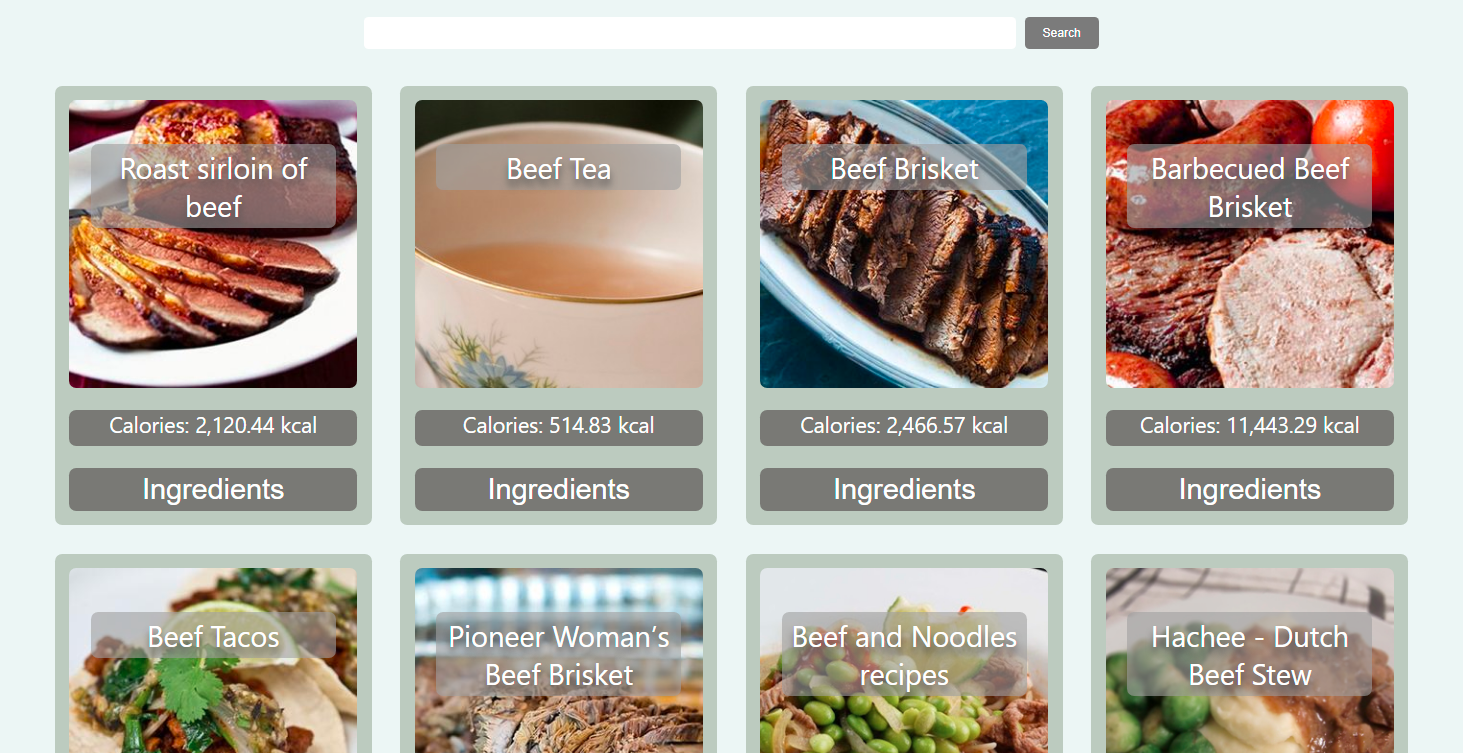 Search
Roast sirloin of
beef
Calories: 2,120.44 kcal
Ingredients
Beef Tea
Calories: 514.83 kcal
Ingredients
Beef Brisket
Calories: 2,466.57 kcal
Ingredients
Barbecued Beef
Brisket
Calories: 11,443.29 kcal
Ingredients
Beef Tacos
Pioneer Woman’s
Beef Brisket
Beef and Noodles
recipes
Hachee - Dutch
Beef Stew